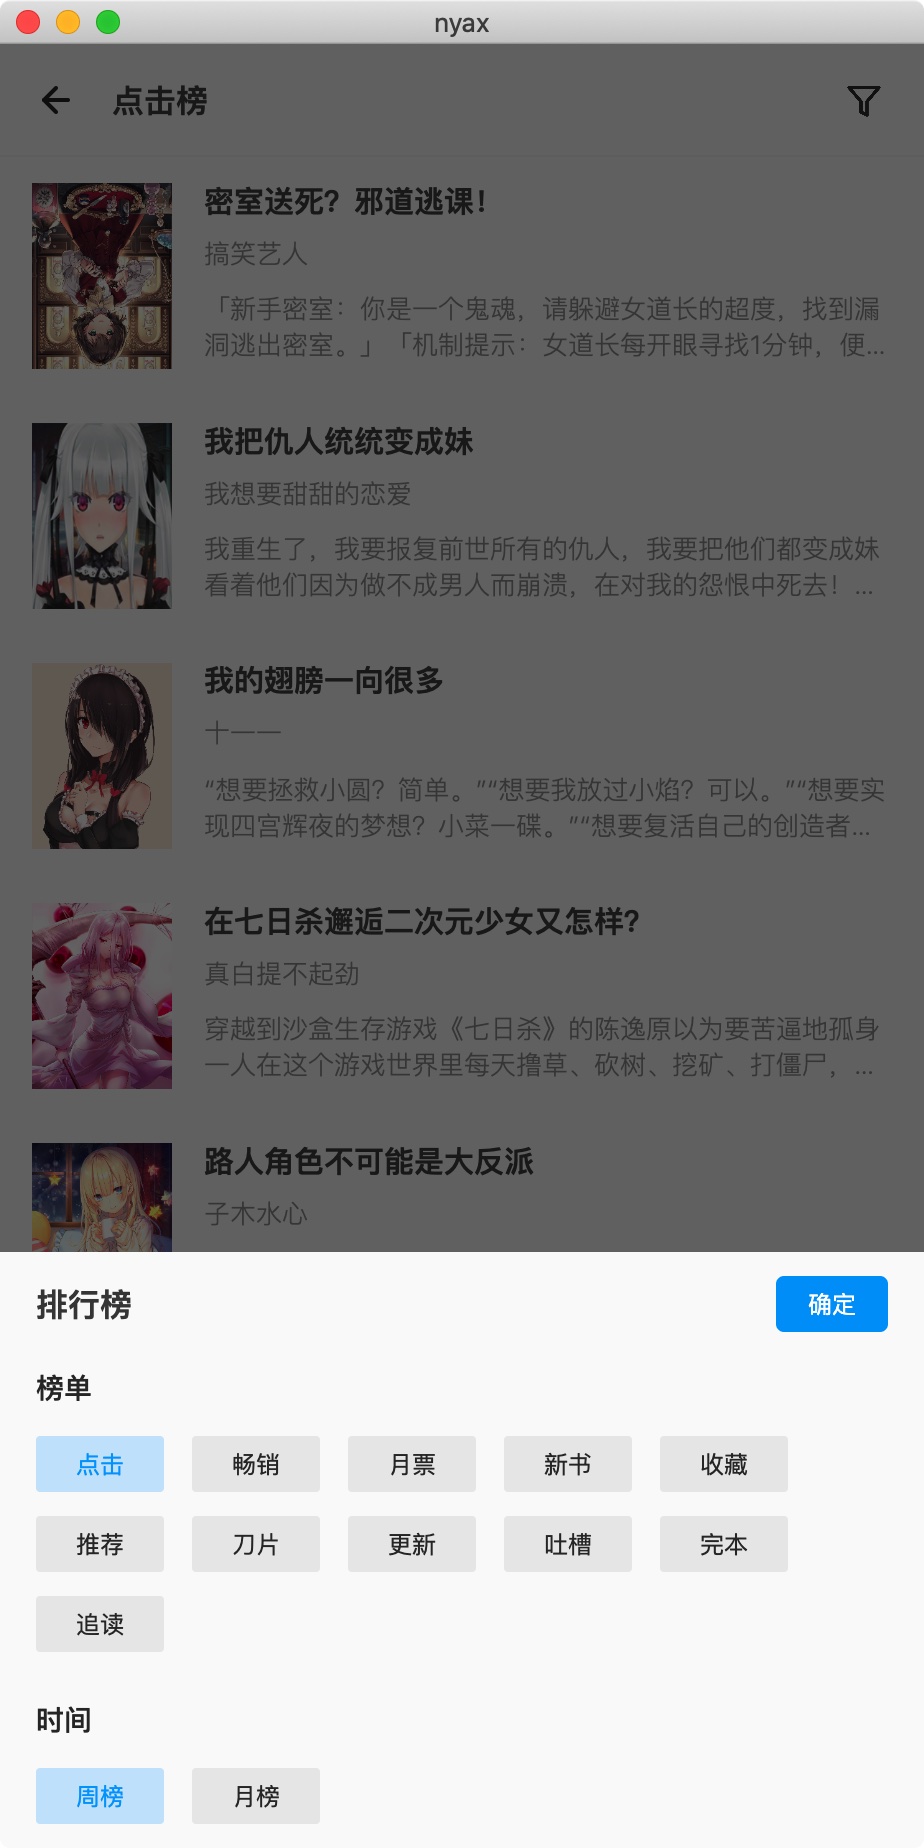 nyax
点击榜
密室送死？邪道逃课！
搞笑艺人
「新手密室：你是一个鬼魂，请躲避女道长的超度，找到漏
洞逃出密室。」「机制提示：女道长每开眼寻找1分钟，便...
我把仇人统统变成妹
我想要甜甜的恋爱
我重生了，我要报复前世所有的仇人，我要把他们都变成妹
看着他们因为做不成男人而崩溃，在对我的怨恨中死去！...
我的翅膀一向很多
十一一
“想要拯救小圆？简单。”“想要我放过小焰？可以。”“想要实
现四宫辉夜的梦想？小菜一碟。”“想要复活自己的创造者...
在七日杀邂逅二次元少女又怎样?
真白提不起劲
穿越到沙盒生存游戏《七日杀》的陈逸原以为要苦逼地孤身
一人在这个游戏世界里每天撸草、砍树、挖矿、打僵尸，...
路人角色不可能是大反派
子木水心
排行榜 确定
榜单
点击 畅销 月票 新书 收藏
推荐 刀片 更新 吐槽 完本
追读
时间
周榜 月榜